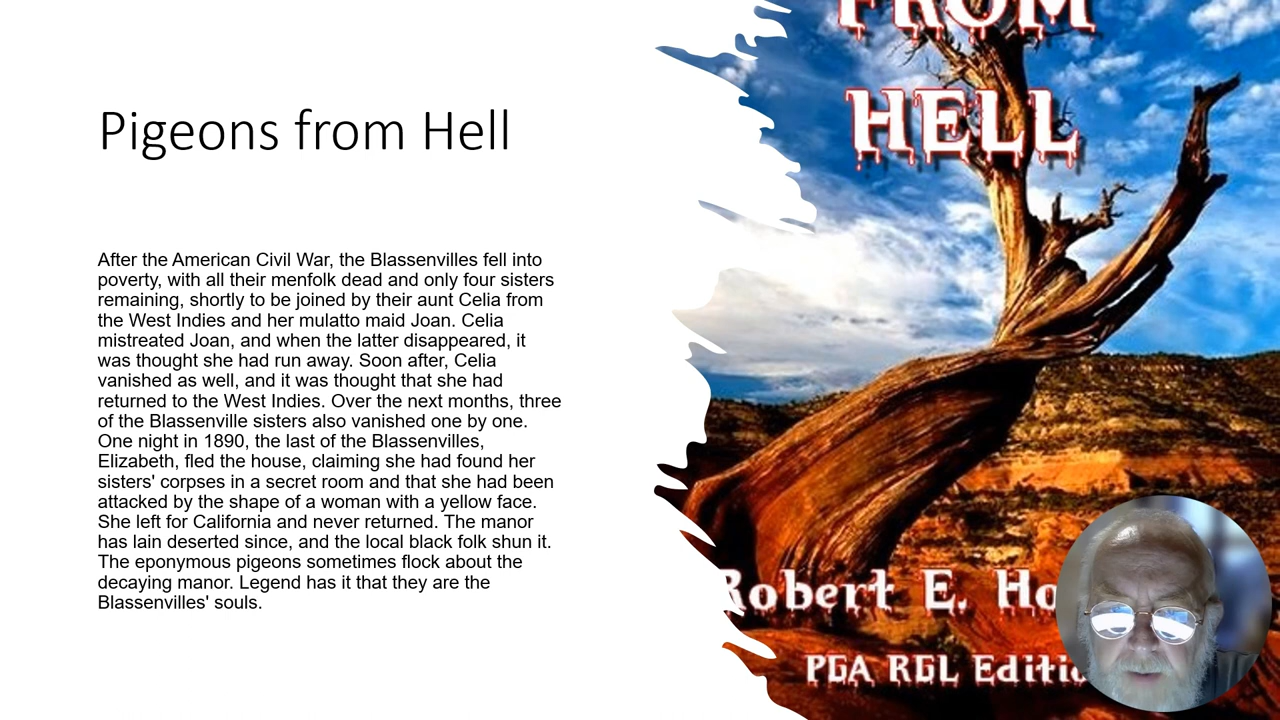 Pigeons from Hell
After the American Civil War, the Blassenvilles fell into
poverty, with all their menfolk dead and only four sisters
remaining, shortly to be joined by their aunt Celia from
the West Indies and her mulatto maid Joan. Celia
mistreated Joan, and when the latter disappeared, it
was thought she had run away. Soon after, Celia
vanished as well, and it was thought that she had
returned to the West Indies. Over the next months, three
of the Blassenville sisters also vanished one by one.
One night in 1890, the last of the Blassenvilles,
Elizabeth, fled the house, claiming she had found her
sisters' corpses in a secret room and that she had been
attacked by the shape of a woman with a yellow face.
She left for California and never returned. The manor
has lain deserted since, and the local black folk shun it.
The eponymous pigeons sometimes flock about the
decaying manor. Legend has it that they are the
Blassenvilles' souls.
FROM
HELL
Robert E. Ho
PGA RGL Editio